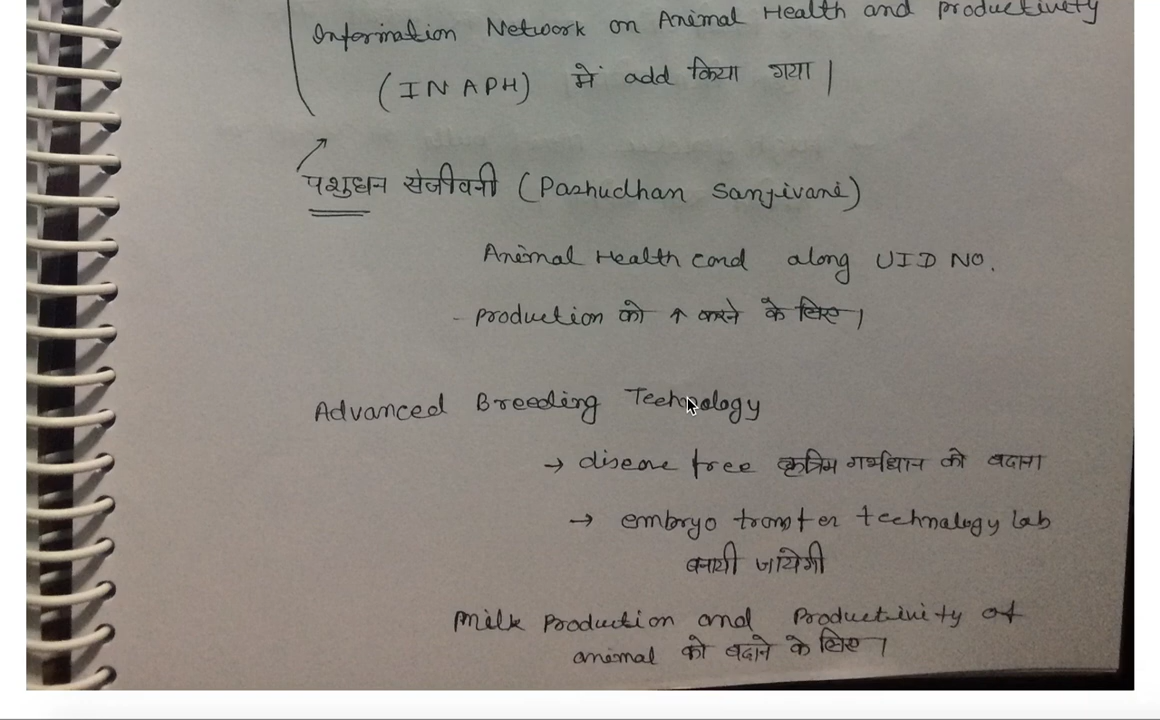 Information Network on Animal Health and productivity
(INAPH) में add किया गया |
पशुधन संजीवनी (Pashudhan Sanjivani)
Animal Health card along UID NO.
- production को ↑ करने के लिए |
Advanced Breeding Technology
→ disease free कृत्रिम गर्भाधान को बढाना
→ embryo transfer technology lab
बनायी जायेगी
Milk Production and Productivity of
animal को बढाने के लिए |